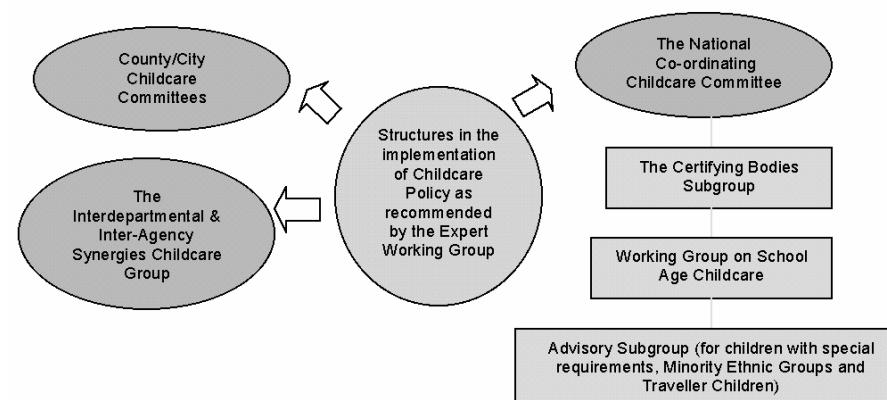 County/City
Childcare
Committees
The National
Co-ordinating
Childcare Committee
Structures in the
implementation
of Childcare
Policy as
recommended
by the Expert
Working Group
The
Interdepartmental &
Inter-Agency
Synergies Childcare
Group
The Certifying Bodies
Subgroup
Working Group on School
Age Childcare
Advisory Subgroup (for children with special
requirements, Minority Ethnic Groups and
Traveller Children)